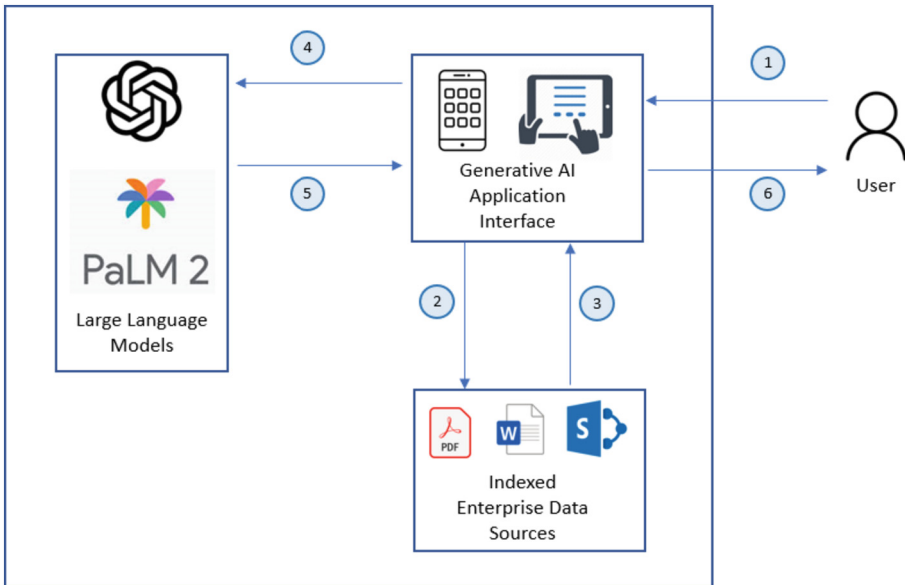 4
1
5
6
Generative AI
Application
Interface
User
PaLM 2
Large Language
Models
2
3
PDF
W
S
Indexed
Enterprise Data
Sources